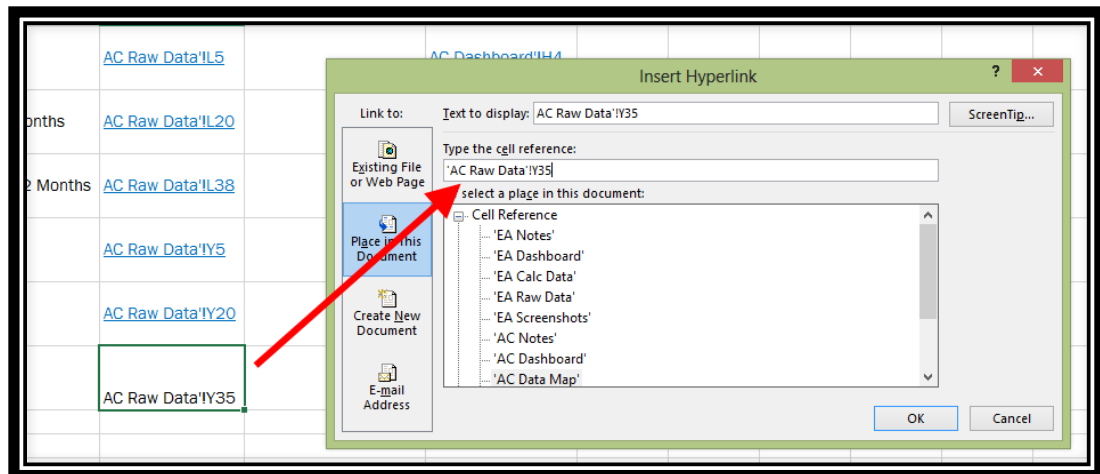 AC Raw Data'!L5
AC Dashboard'!H4
onths
AC Raw Data'!L20
2 Months
AC Raw Data'!L38
AC Raw Data'!Y5
AC Raw Data'!Y20
AC Raw Data'!Y35
Insert Hyperlink
?
×
Link to:
Text to display:
AC Raw Data'!Y35
ScreenTip...
Existing File
or Web Page
Place in This
Document
Create New
Document
E-mail
Address
Type the cell reference:
'AC Raw Data'!Y35
select a place in this document:
Cell Reference
'EA Notes'
'EA Dashboard'
'EA Calc Data'
'EA Raw Data'
'EA Screenshots'
'AC Notes'
'AC Dashboard'
'AC Data Map'
OK
Cancel